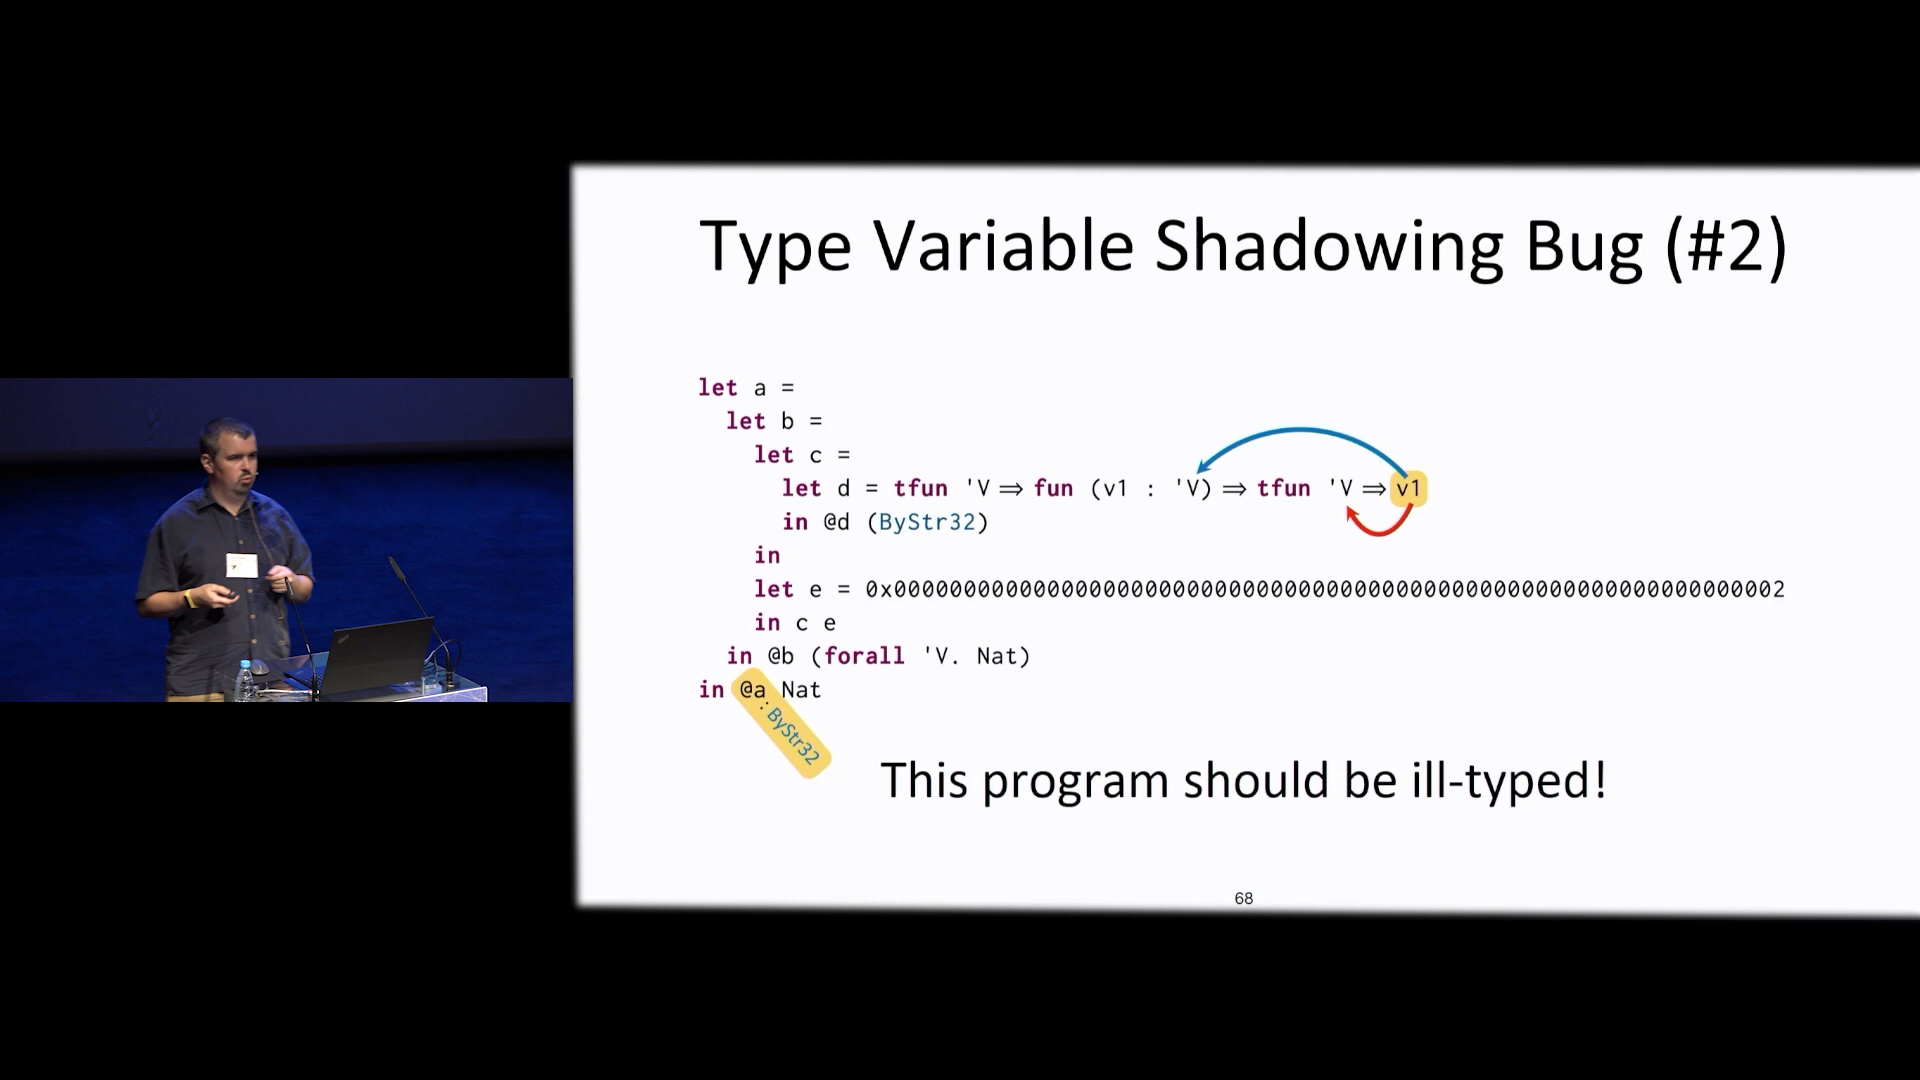 Type Variable Shadowing Bug (#2)
let a =
let b =
let c =
let d = tfun 'V ⇒ fun (v1 : 'V) ⇒ tfun 'V ⇒ v1
in @d (ByStr32)
in
let e = 0x0000000000000000000000000000000000000000000000000000000000000002
in c e
in @b (forall 'V. Nat)
in @a Nat
: ByStr32
This program should be ill-typed!
68